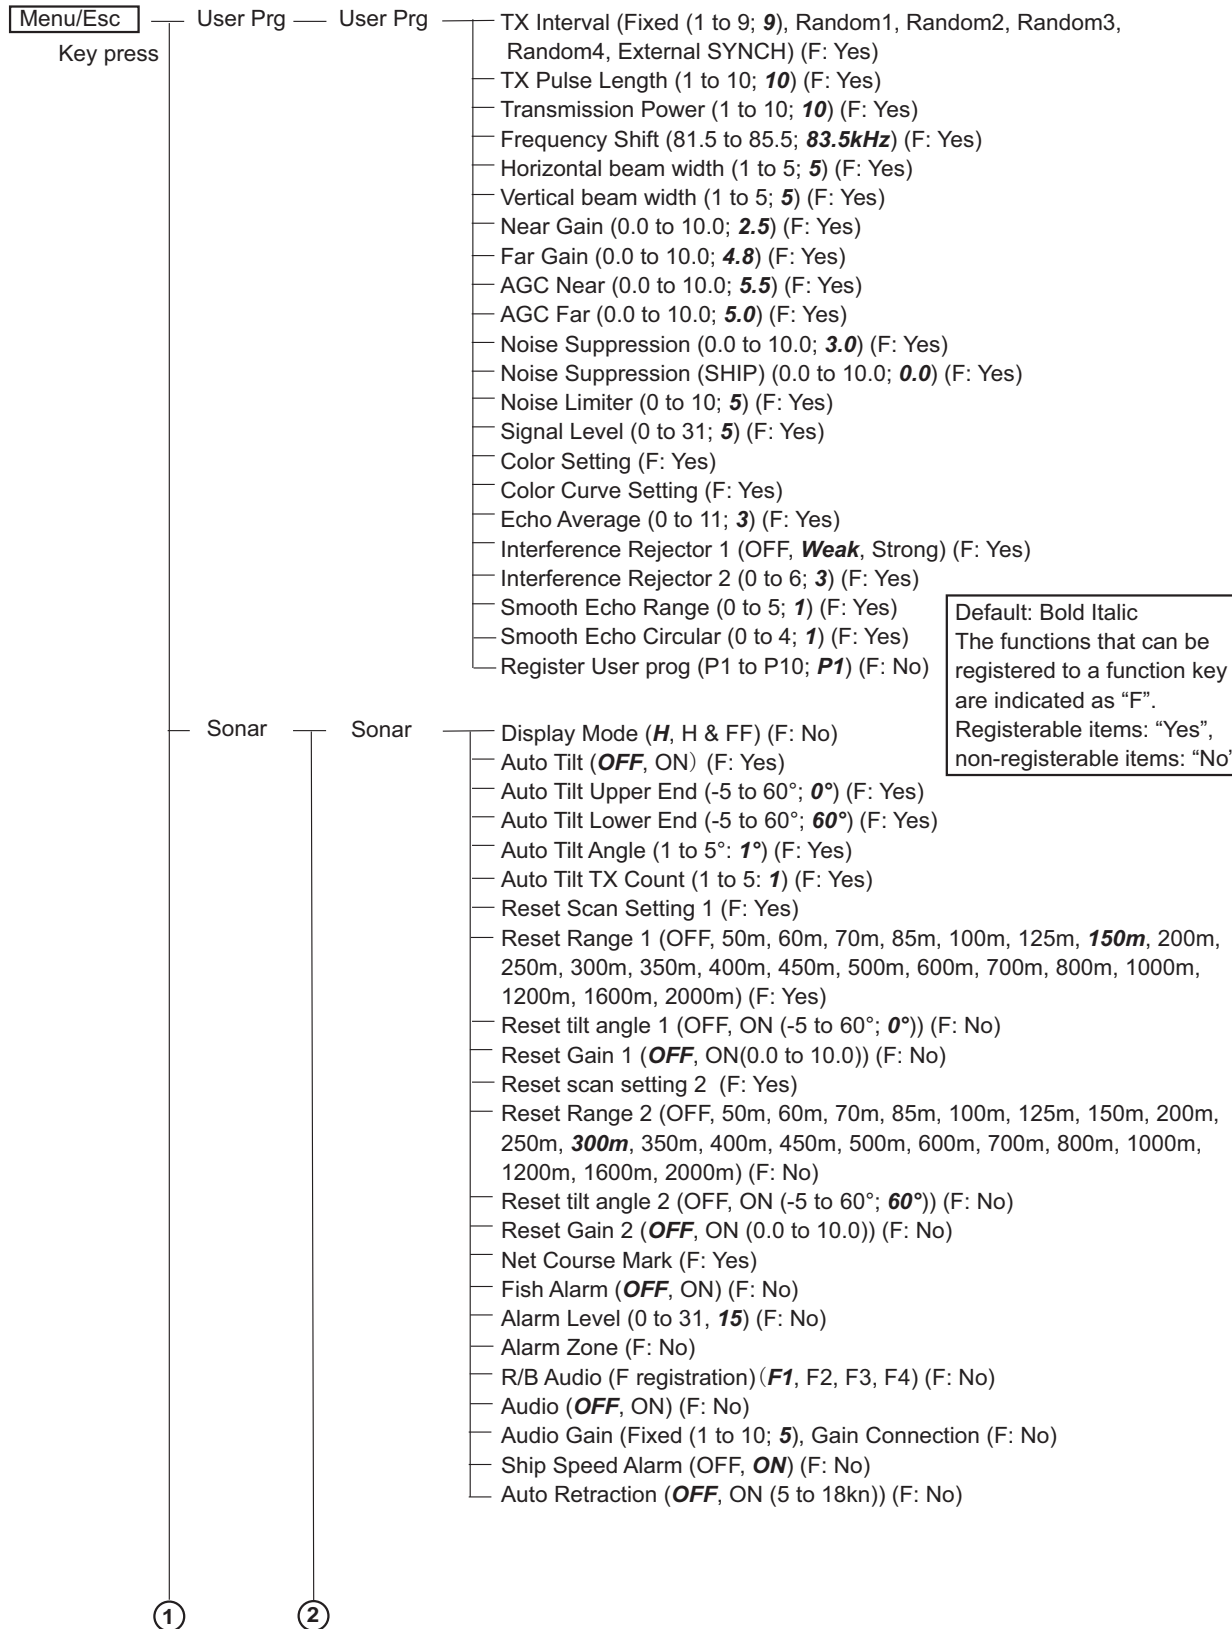 Menu/Esc User Prg User Prg TX Interval (Fixed (1 to 9; 9), Random1, Random2, Random3,
Key press Random4, External SYNCH) (F: Yes)
TX Pulse Length (1 to 10; 10) (F: Yes)
Transmission Power (1 to 10; 10) (F: Yes)
Frequency Shift (81.5 to 85.5; 83.5kHz) (F: Yes)
Horizontal beam width (1 to 5; 5) (F: Yes)
Vertical beam width (1 to 5; 5) (F: Yes)
Near Gain (0.0 to 10.0; 2.5) (F: Yes)
Far Gain (0.0 to 10.0; 4.8) (F: Yes)
AGC Near (0.0 to 10.0; 5.5) (F: Yes)
AGC Far (0.0 to 10.0; 5.0) (F: Yes)
Noise Suppression (0.0 to 10.0; 3.0) (F: Yes)
Noise Suppression (SHIP) (0.0 to 10.0; 0.0) (F: Yes)
Noise Limiter (0 to 10; 5) (F: Yes)
Signal Level (0 to 31; 5) (F: Yes)
Color Setting (F: Yes)
Color Curve Setting (F: Yes)
Echo Average (0 to 11; 3) (F: Yes)
Interference Rejector 1 (OFF, Weak, Strong) (F: Yes)
Interference Rejector 2 (0 to 6; 3) (F: Yes)
Smooth Echo Range (0 to 5; 1) (F: Yes)
Smooth Echo Circular (0 to 4; 1) (F: Yes)
Register User prog (P1 to P10; P1) (F: No)
Default: Bold Italic
The functions that can be
registered to a function key
are indicated as “F”.
Registerable items: “Yes”,
non-registerable items: “No”
Sonar Sonar Display Mode (H, H & FF) (F: No)
Auto Tilt (OFF, ON) (F: Yes)
Auto Tilt Upper End (-5 to 60°; 0°) (F: Yes)
Auto Tilt Lower End (-5 to 60°; 60°) (F: Yes)
Auto Tilt Angle (1 to 5°: 1°) (F: Yes)
Auto Tilt TX Count (1 to 5: 1) (F: Yes)
Reset Scan Setting 1 (F: Yes)
Reset Range 1 (OFF, 50m, 60m, 70m, 85m, 100m, 125m, 150m, 200m,
250m, 300m, 350m, 400m, 450m, 500m, 600m, 700m, 800m, 1000m,
1200m, 1600m, 2000m) (F: Yes)
Reset tilt angle 1 (OFF, ON (-5 to 60°; 0°)) (F: No)
Reset Gain 1 (OFF, ON(0.0 to 10.0)) (F: No)
Reset scan setting 2 (F: Yes)
Reset Range 2 (OFF, 50m, 60m, 70m, 85m, 100m, 125m, 150m, 200m,
250m, 300m, 350m, 400m, 450m, 500m, 600m, 700m, 800m, 1000m,
1200m, 1600m, 2000m) (F: No)
Reset tilt angle 2 (OFF, ON (-5 to 60°; 60°)) (F: No)
Reset Gain 2 (OFF, ON (0.0 to 10.0)) (F: No)
Net Course Mark (F: Yes)
Fish Alarm (OFF, ON) (F: No)
Alarm Level (0 to 31, 15) (F: No)
Alarm Zone (F: No)
R/B Audio (F registration)(F1, F2, F3, F4) (F: No)
Audio (OFF, ON) (F: No)
Audio Gain (Fixed (1 to 10; 5), Gain Connection (F: No)
Ship Speed Alarm (OFF, ON) (F: No)
Auto Retraction (OFF, ON (5 to 18kn)) (F: No)
1 2